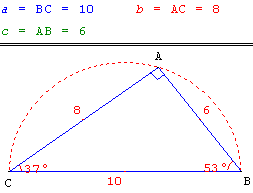 a = BC = 10 b = AC = 8
c = AB = 6
A
8 6
37° 53°
C 10 B